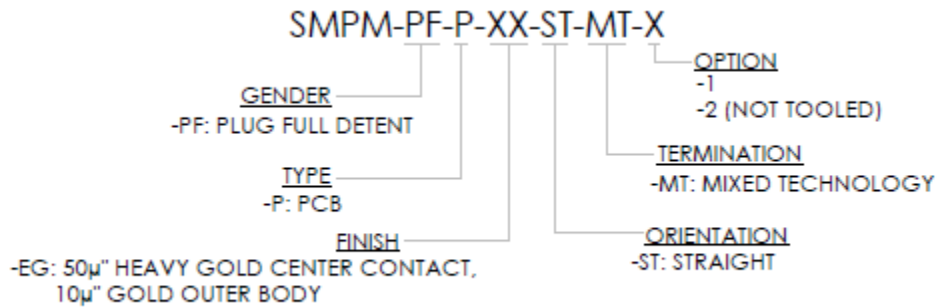 SMPM-PF-P-XX-ST-MT-X
OPTION
-1
-2 (NOT TOOLED)
GENDER
-PF: PLUG FULL DETENT
TERMINATION
-MT: MIXED TECHNOLOGY
TYPE
-P: PCB
ORIENTATION
-ST: STRAIGHT
FINISH
-EG: 50µ" HEAVY GOLD CENTER CONTACT,
10µ" GOLD OUTER BODY